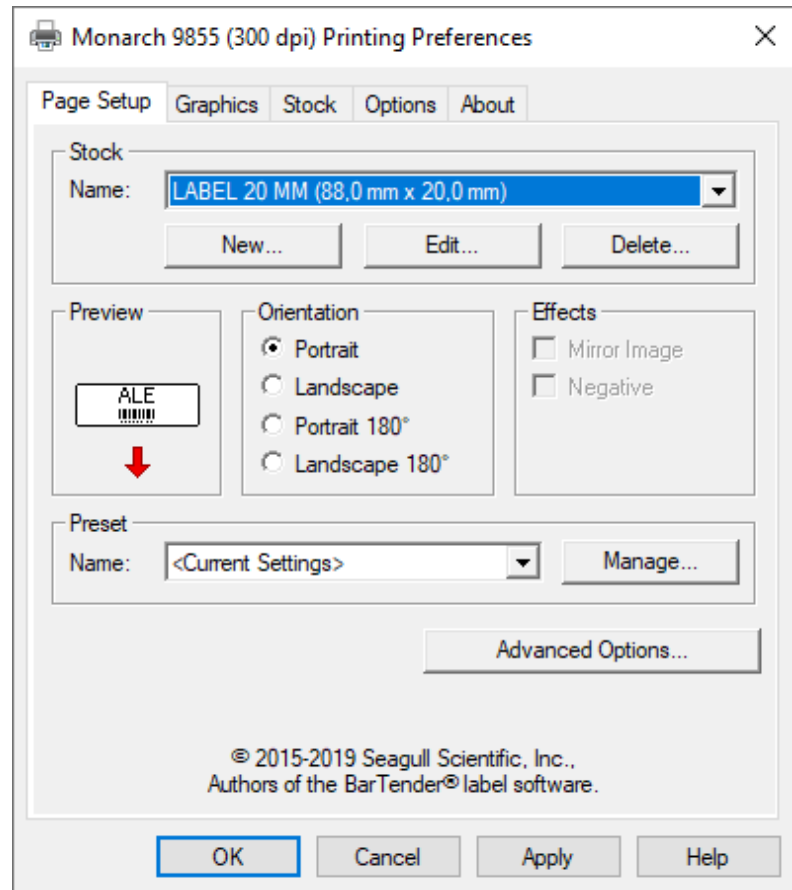 Monarch 9855 (300 dpi) Printing Preferences
Page Setup Graphics Stock Options About
Stock
Name: LABEL 20 MM (88,0 mm x 20,0 mm)
New... Edit... Delete...
Preview Orientation Effects
Portrait Mirror Image
ALE Landscape Negative
Portrait 180°
Landscape 180°
Preset
Name: <Current Settings> Manage...
Advanced Options...
© 2015-2019 Seagull Scientific, Inc.,
Authors of the BarTender® label software.
OK Cancel Apply Help